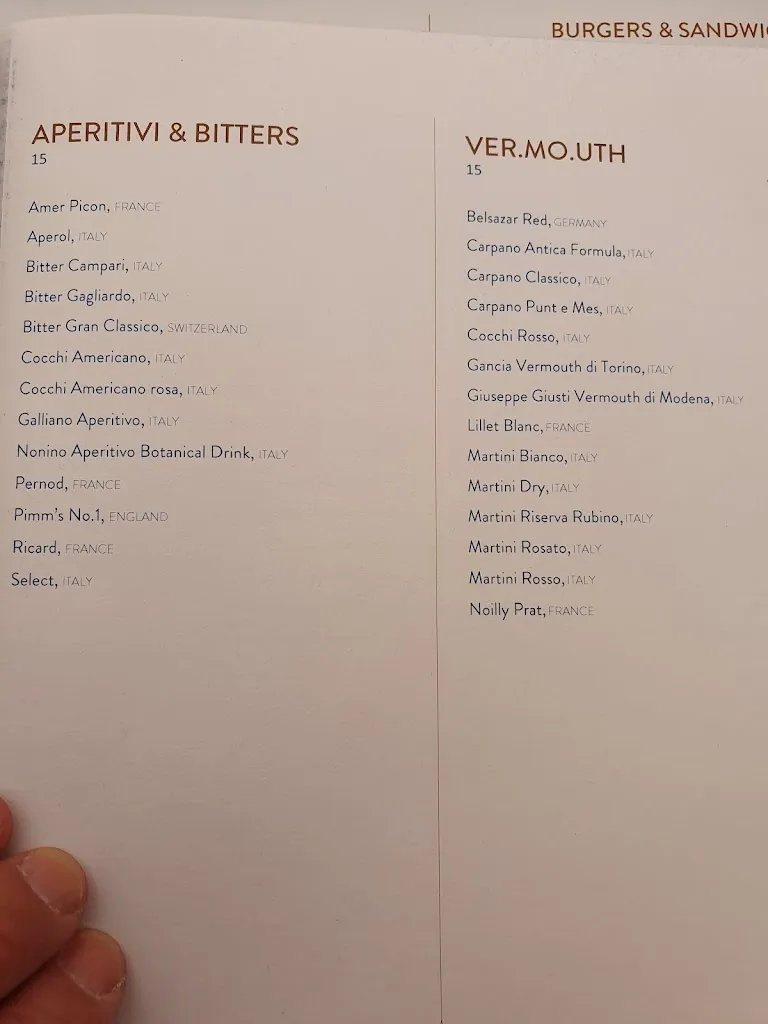 BURGERS &
APERITIVI & BITTERS
15
Amer Picon, FRANCE
Aperol, ITALY
Bitter Campari, ITALY
Bitter Gagliardo, ITALY
Bitter Gran Classico, SWITZERLAND
Cocchi Americano, ITALY
Cocchi Americano rosa, ITALY
Galliano Aperitivo, ITALY
Nonino Aperitivo Botanical Drink, ITALY
Pernod, FRANCE
Pimm's No.1, ENGLAND
Ricard, FRANCE
Select, ITALY
VER.MO.UTH
15
Belsazar Red, GERMANY
Carpano Antica Formula, ITALY
Carpano Classico, ITALY
Carpano Punt e Mes, ITALY
Cocchi Rosso, ITALY
Gancia Vermouth di Torino, ITALY
Giuseppe Giusti Vermouth di Modena, ITALY
Lillet Blanc, FRANCE
Martini Bianco, ITALY
Martini Dry, ITALY
Martini Riserva Rubino, ITALY
Martini Rosato, ITALY
Martini Rosso, ITALY
Noilly Prat, FRANCE